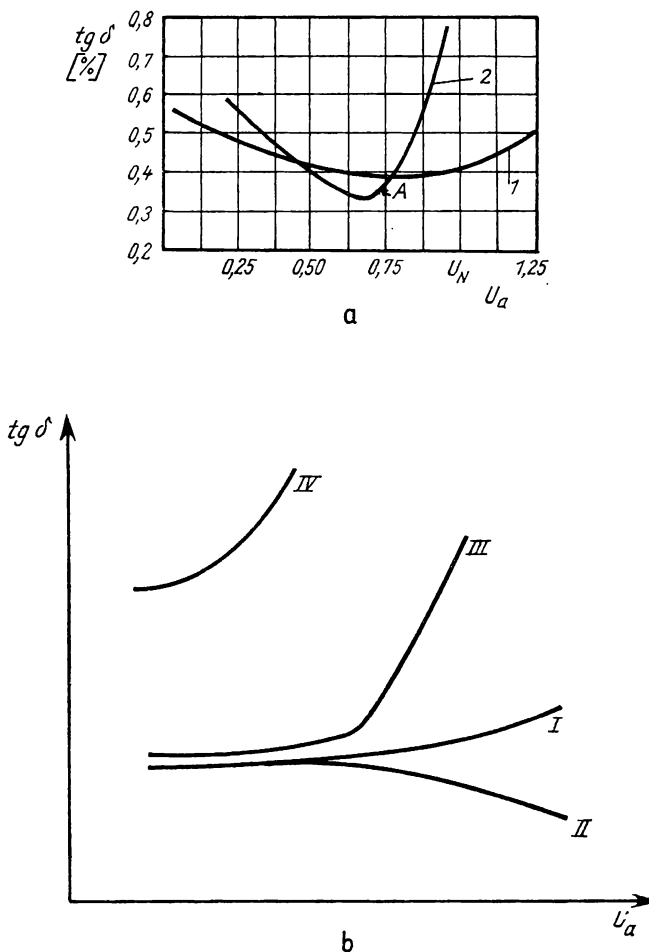 tg δ
[%]
0,8
0,7
0,6
0,5
0,4
0,3
0,2
2
A
1
0,25 0,50 0,75 U_N 1,25
U_a
a
tg δ
IV
III
I
II
U_a
b